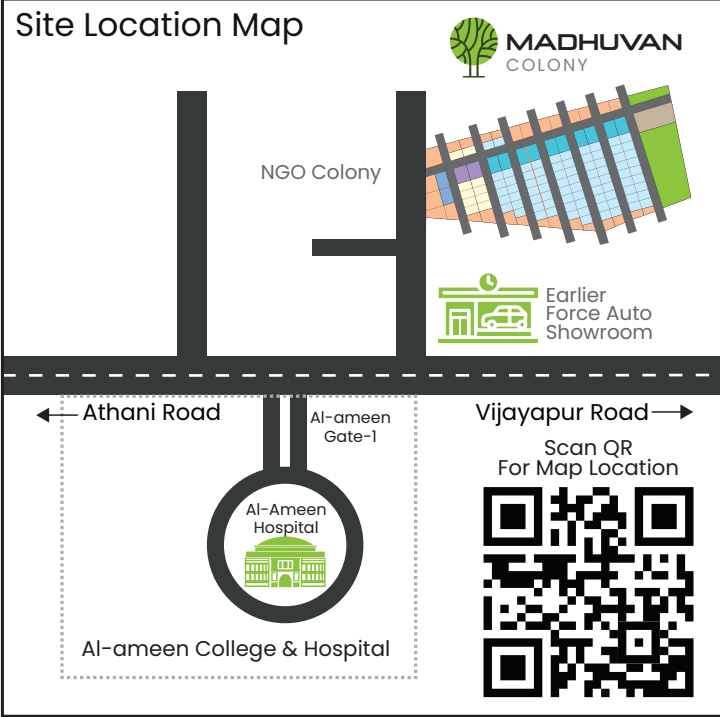 Site Location Map
MADHUVAN
COLONY
NGO Colony
Earlier
Force Auto
Showroom
Athani Road
Al-ameen
Gate-1
Vijayapur Road
Scan QR
For Map Location
Al-Ameen
Hospital
Al-ameen College & Hospital